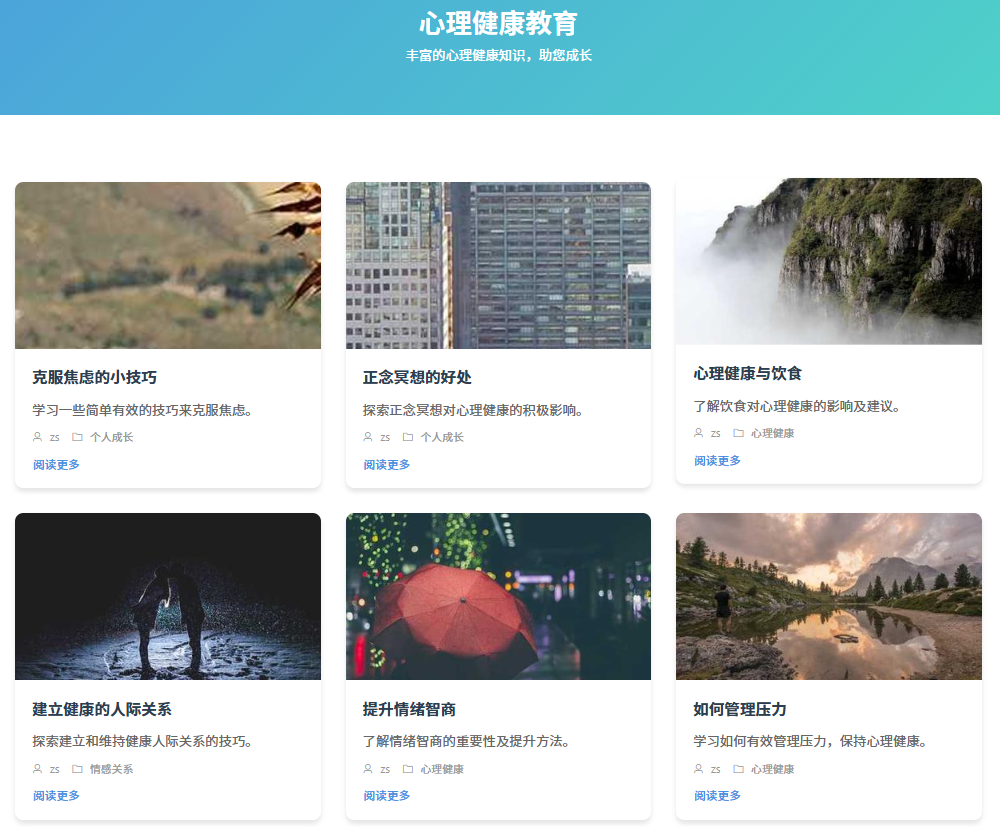 心理健康教育
丰富的心理健康知识，助您成长
克服焦虑的小技巧
学习一些简单有效的技巧来克服焦虑。
zs 个人成长
阅读更多
正念冥想的好处
探索正念冥想对心理健康的积极影响。
zs 个人成长
阅读更多
心理健康与饮食
了解饮食对心理健康的影响及建议。
zs 心理健康
阅读更多
建立健康的人际关系
探索建立和维持健康人际关系的技巧。
zs 情感关系
阅读更多
提升情绪智商
了解情绪智商的重要性及提升方法。
zs 心理健康
阅读更多
如何管理压力
学习如何有效管理压力，保持心理健康。
zs 心理健康
阅读更多